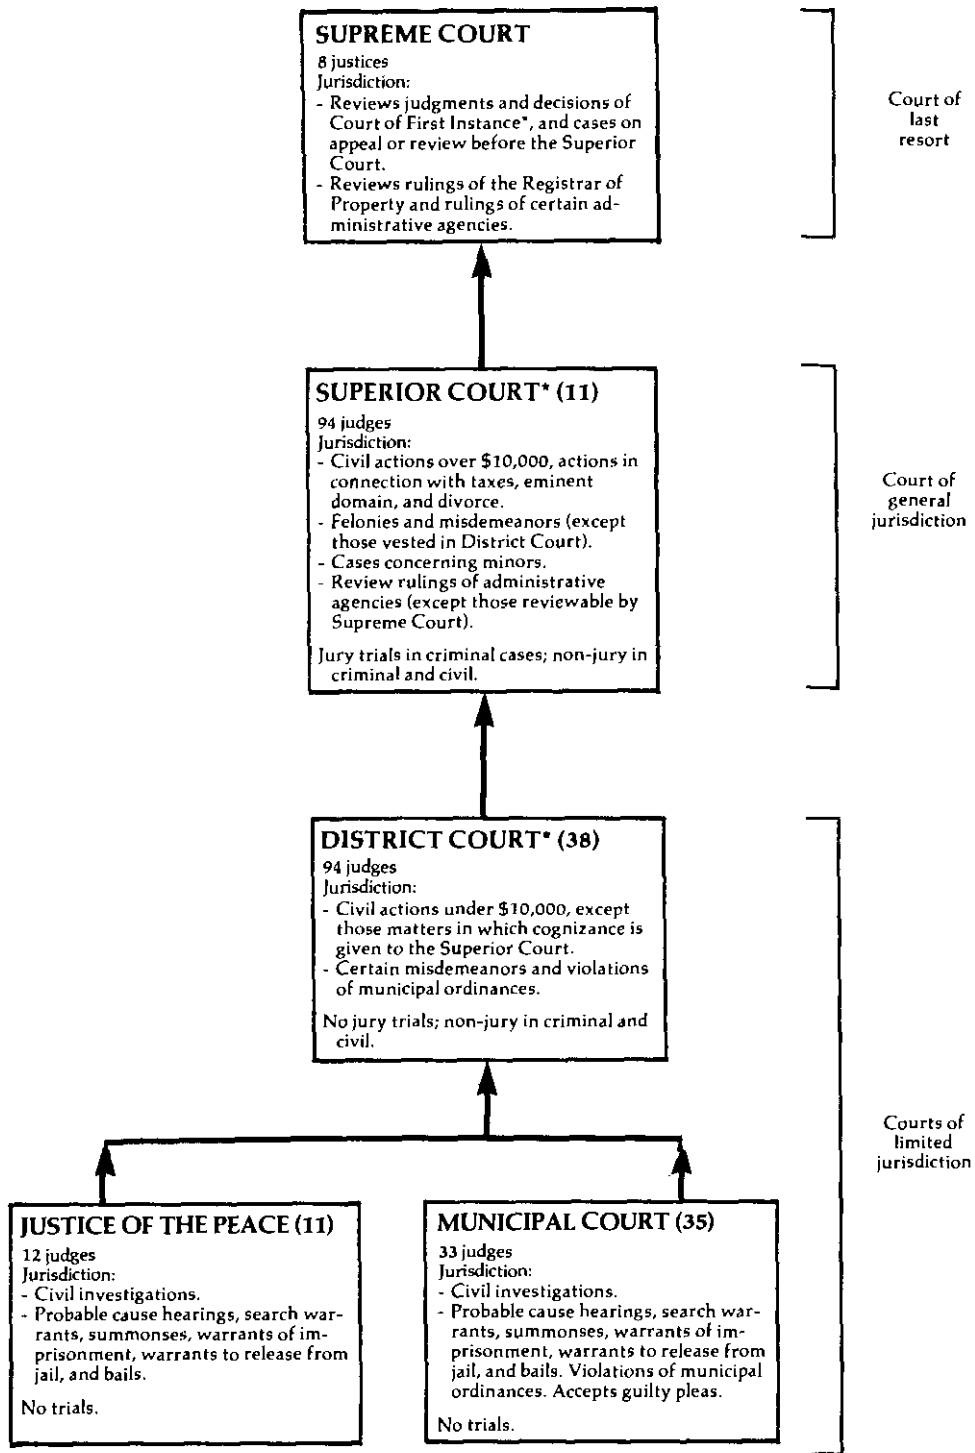 SUPREME COURT
8 justices
Jurisdiction:
- Reviews judgments and decisions of
Court of First Instance*, and cases on
appeal or review before the Superior
Court.
- Reviews rulings of the Registrar of
Property and rulings of certain ad-
ministrative agencies.
Court of
last
resort
SUPERIOR COURT* (11)
94 judges
Jurisdiction:
- Civil actions over $10,000, actions in
connection with taxes, eminent
domain, and divorce.
- Felonies and misdemeanors (except
those vested in District Court).
- Cases concerning minors.
- Review rulings of administrative
agencies (except those reviewable by
Supreme Court).
Jury trials in criminal cases; non-jury in
criminal and civil.
Court of
general
jurisdiction
DISTRICT COURT* (38)
94 judges
Jurisdiction:
- Civil actions under $10,000, except
those matters in which cognizance is
given to the Superior Court.
- Certain misdemeanors and violations
of municipal ordinances.
No jury trials; non-jury in criminal and
civil.
Courts of
limited
jurisdiction
JUSTICE OF THE PEACE (11)
12 judges
Jurisdiction:
- Civil investigations.
- Probable cause hearings, search war-
rants, summonses, warrants of im-
prisonment, warrants to release from
jail, and bails.
No trials.
MUNICIPAL COURT (35)
33 judges
Jurisdiction:
- Civil investigations.
- Probable cause hearings, search war-
rants, summonses, warrants of im-
prisonment, warrants to release from
jail, and bails. Violations of municipal
ordinances. Accepts guilty pleas.
No trials.